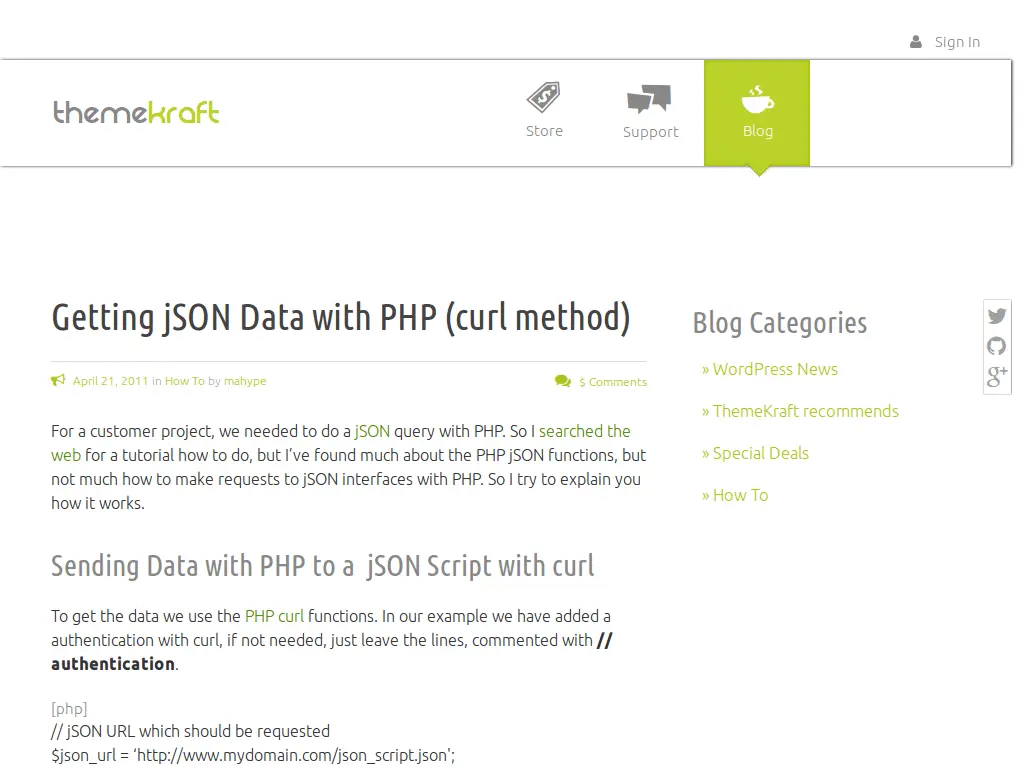 Sign In
themekraft
Store
Support
Blog
Getting jSON Data with PHP (curl method)
April 21, 2011 in How To by mahype
5 Comments
For a customer project, we needed to do a jSON query with PHP. So I searched the
web for a tutorial how to do, but I’ve found much about the PHP jSON functions, but
not much how to make requests to jSON interfaces with PHP. So I try to explain you
how it works.
Sending Data with PHP to a jSON Script with curl
To get the data we use the PHP curl functions. In our example we have added a
authentication with curl, if not needed, just leave the lines, commented with //
authentication.
[php]
// jSON URL which should be requested
$json_url = ‘http://www.mydomain.com/json_script.json’;
Blog Categories
» WordPress News
» ThemeKraft recommends
» Special Deals
» How To
g+